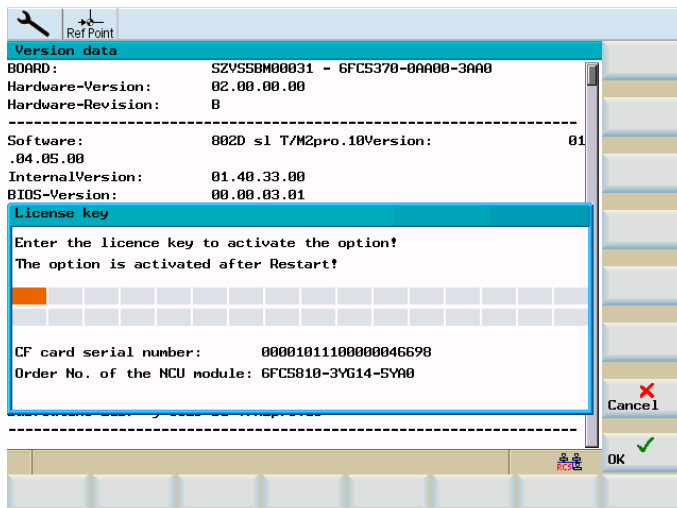 Ref Point
Version data
BOARD: SZVS5BM00031 - 6FC5370-0AA00-3AA0
Hardware-Version: 02.00.00.00
Hardware-Revision: B
Software: 802D sl T/M2pro.10Version: 01
.04.05.00
InternalVersion: 01.40.33.00
BIOS-Version: 00.00.03.01
License key
Enter the licence key to activate the option!
The option is activated after Restart!
CF card serial number: 00001011100000046698
Order No. of the NCU module: 6FC5810-3YG14-5YA0
Cancel
RCS
OK